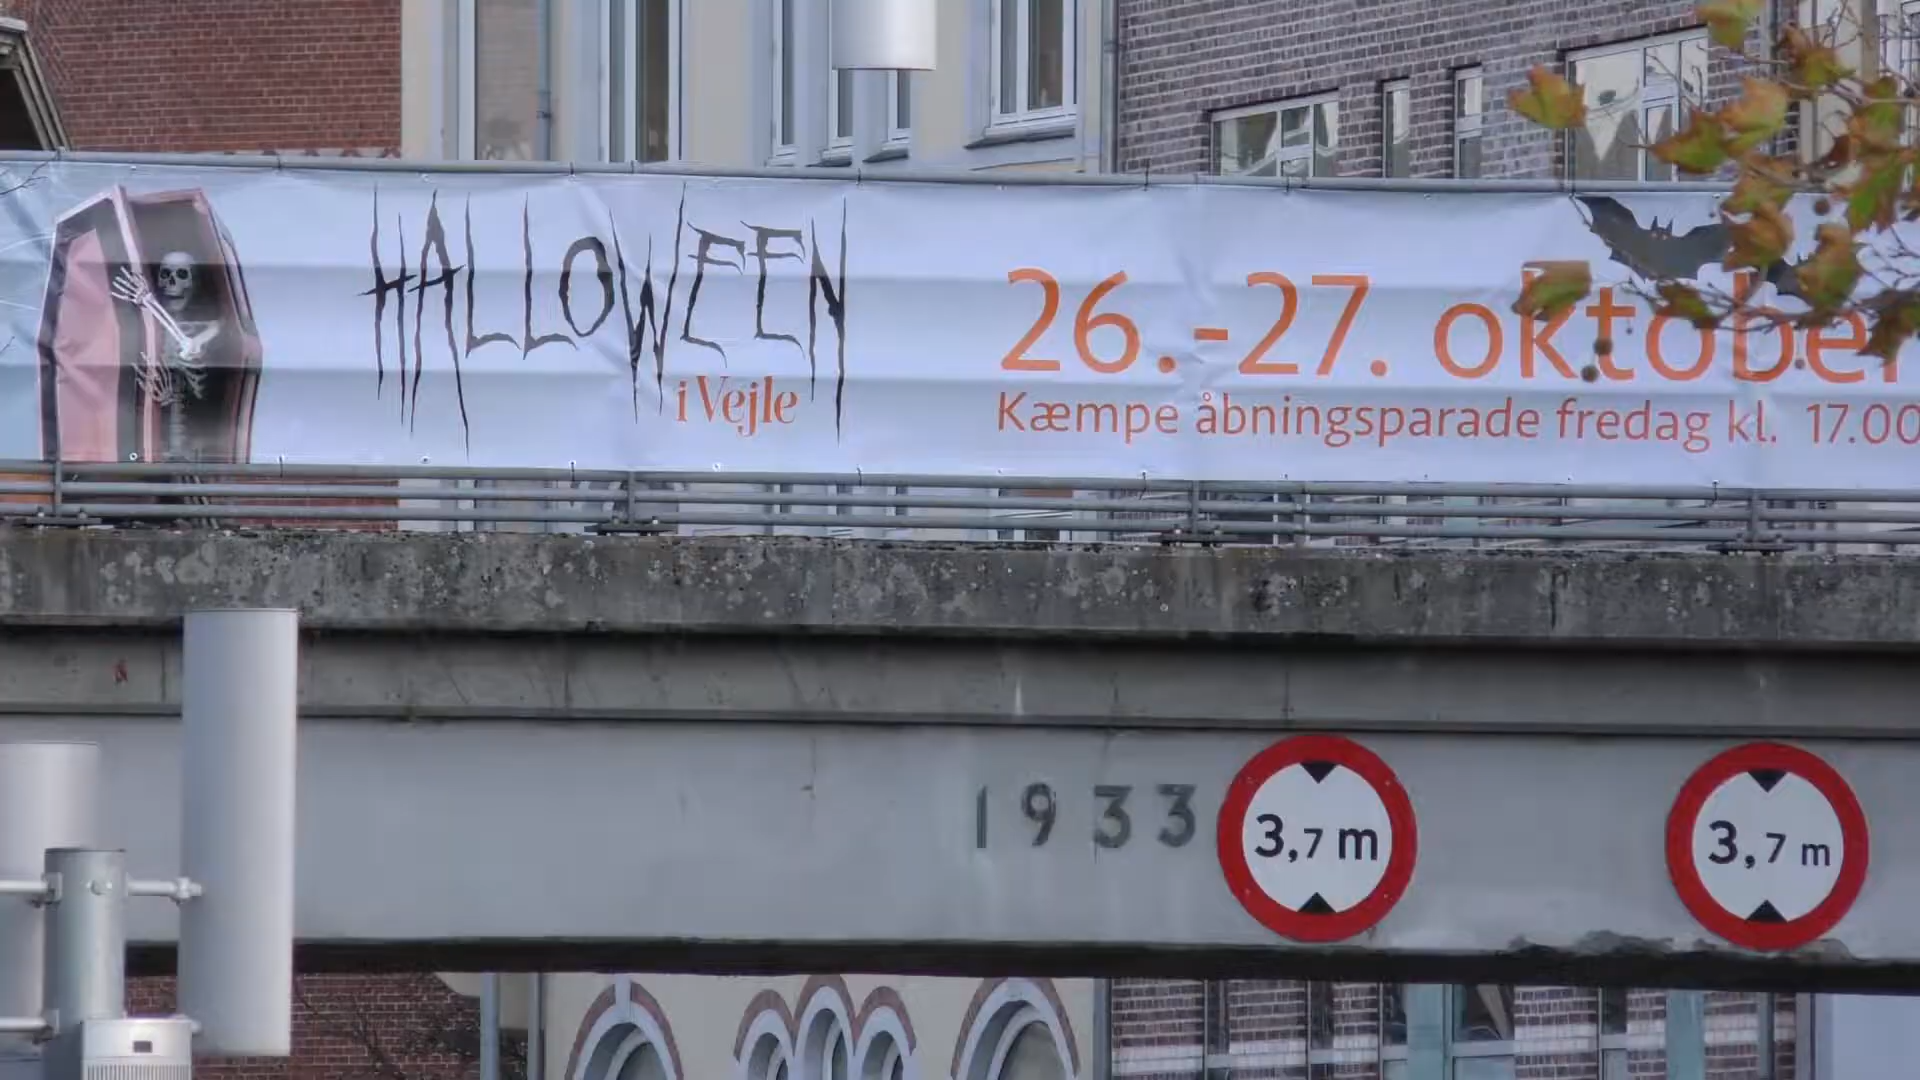 HALLOWEEN
i Vejle
26.-27. oktober
Kæmpe åbningsparade fredag kl. 17.00
1933
3,7 m
3,7 m